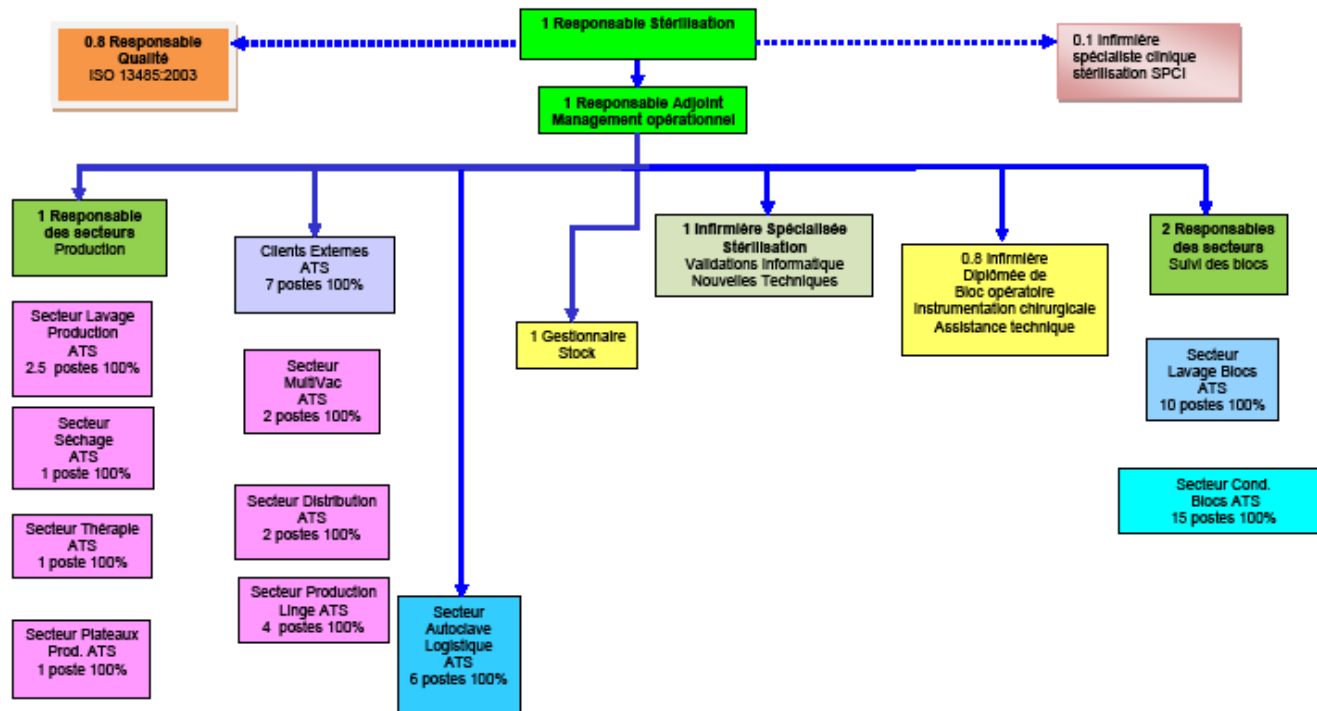 1 Responsable Stérilisation
0.8 Responsable
Qualité
ISO 13485:2003
0.1 Infirmière
spécialiste clinique
stérilisation SPCI
1 Responsable Adjoint
Management opérationnel
1 Responsable
des secteurs
Production
Clients Externes
ATS
7 postes 100%
1 Infirmière Spécialisée
Stérilisation
Validations informatique
Nouvelles Techniques
0.8 Infirmière
Diplômée de
Bloc opératoire
Instrumentation chirurgicale
Assistance technique
2 Responsables
des secteurs
Suivi des blocs
Secteur Lavage
Production
ATS
2.5 postes 100%
Secteur
MultiVac
ATS
2 postes 100%
1 Gestionnaire
Stock
Secteur
Lavage Blocs
ATS
10 postes 100%
Secteur
Séchage
ATS
1 poste 100%
Secteur Distribution
ATS
2 postes 100%
Secteur Cond.
Blocs ATS
15 postes 100%
Secteur Thérapie
ATS
1 poste 100%
Secteur Production
Linge ATS
4 postes 100%
Secteur
Autoclave
Logistique
ATS
6 postes 100%
Secteur Plateaux
Prod. ATS
1 poste 100%